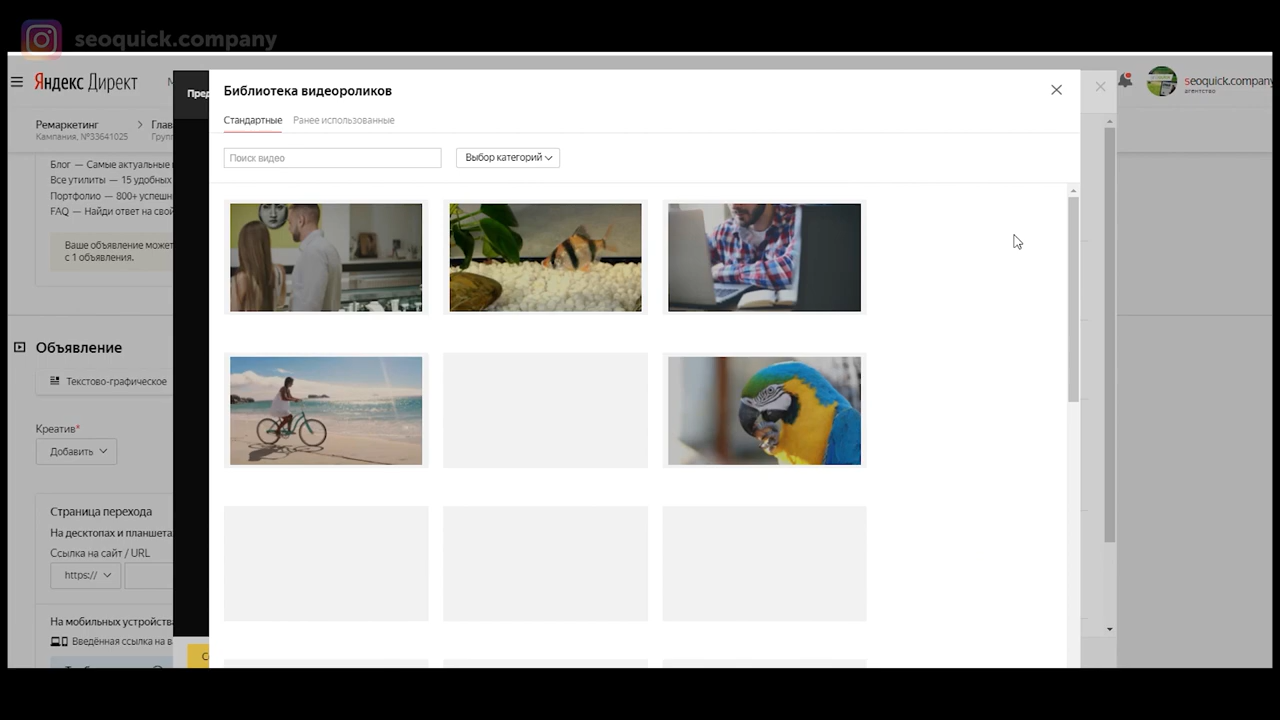 seoquick.company
Яндекс Директ
seoquick.company
агентство
Ремаркетинг
Кампания, №33641025
Блог — Самые актуальные
Все утилиты — 15 удобных
Портфолио — 800+ успешн
FAQ — Найди ответ на свой
Ваше объявление может
с 1 объявления.
Объявление
Текстово-графическое
Креатив*
Добавить
Страница перехода
На десктопах и планшета
Ссылка на сайт / URL
https://
На мобильных устройства
Введённая ссылка на в
Библиотека видеороликов
Стандартные Ранее использованные
Поиск видео
Выбор категорий